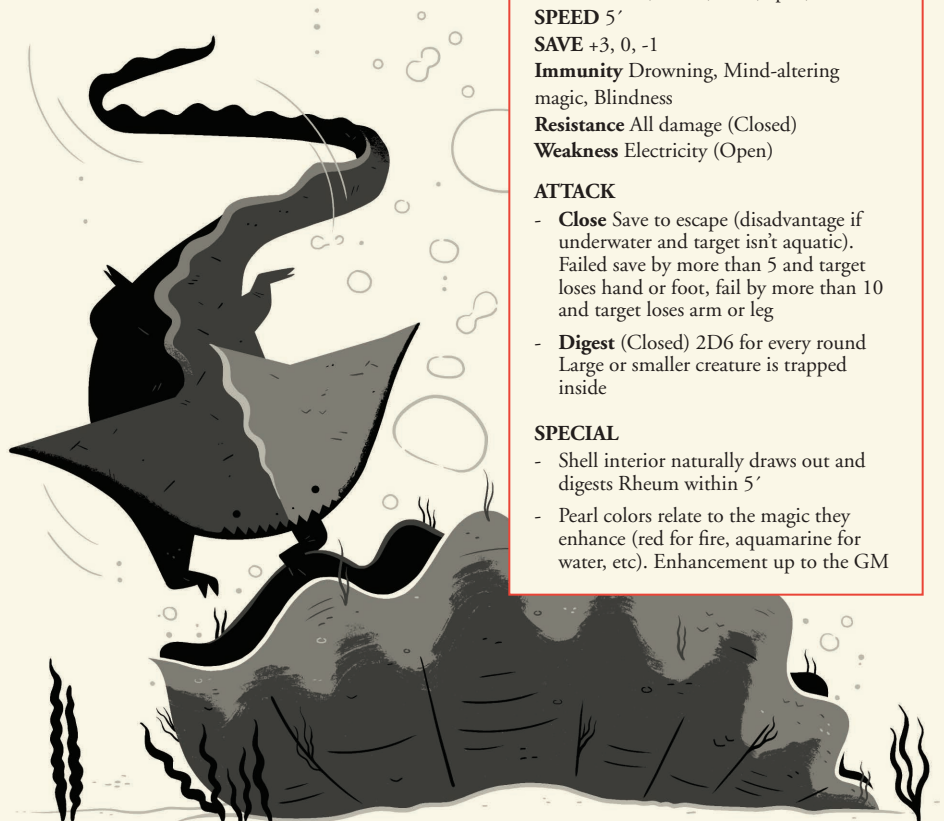 SPEED 5′
SAVE +3, 0, -1
Immunity Drowning, Mind-altering
magic, Blindness
Resistance All damage (Closed)
Weakness Electricity (Open)
ATTACK
- Close Save to escape (disadvantage if
underwater and target isn’t aquatic).
Failed save by more than 5 and target
loses hand or foot, fail by more than 10
and target loses arm or leg
- Digest (Closed) 2D6 for every round
Large or smaller creature is trapped
inside
SPECIAL
- Shell interior naturally draws out and
digests Rheum within 5′
- Pearl colors relate to the magic they
enhance (red for fire, aquamarine for
water, etc). Enhancement up to the GM